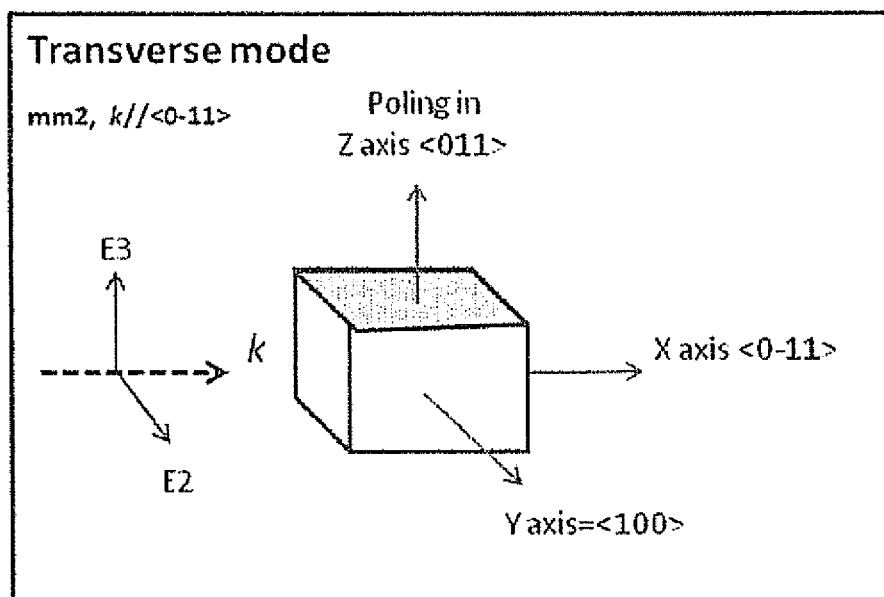 Transverse mode
mm2, k//<0-11>
Poling in
Z axis <011>
E3
k
X axis <0-11>
E2
Y axis=<100>